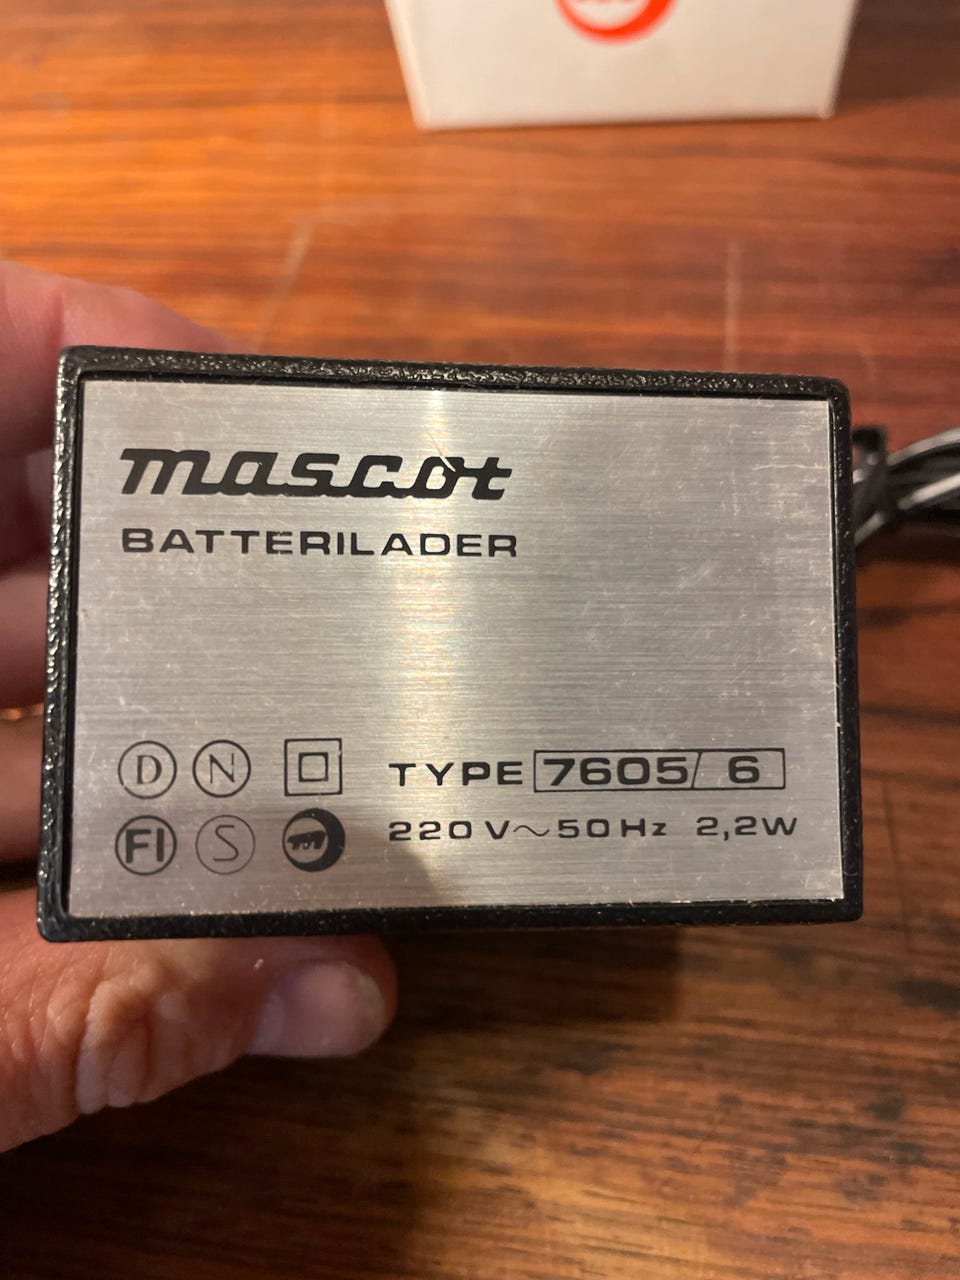 mascot
BATTERILADER
D N TYPE 7605/6
FI S 220 V~50 Hz 2,2W